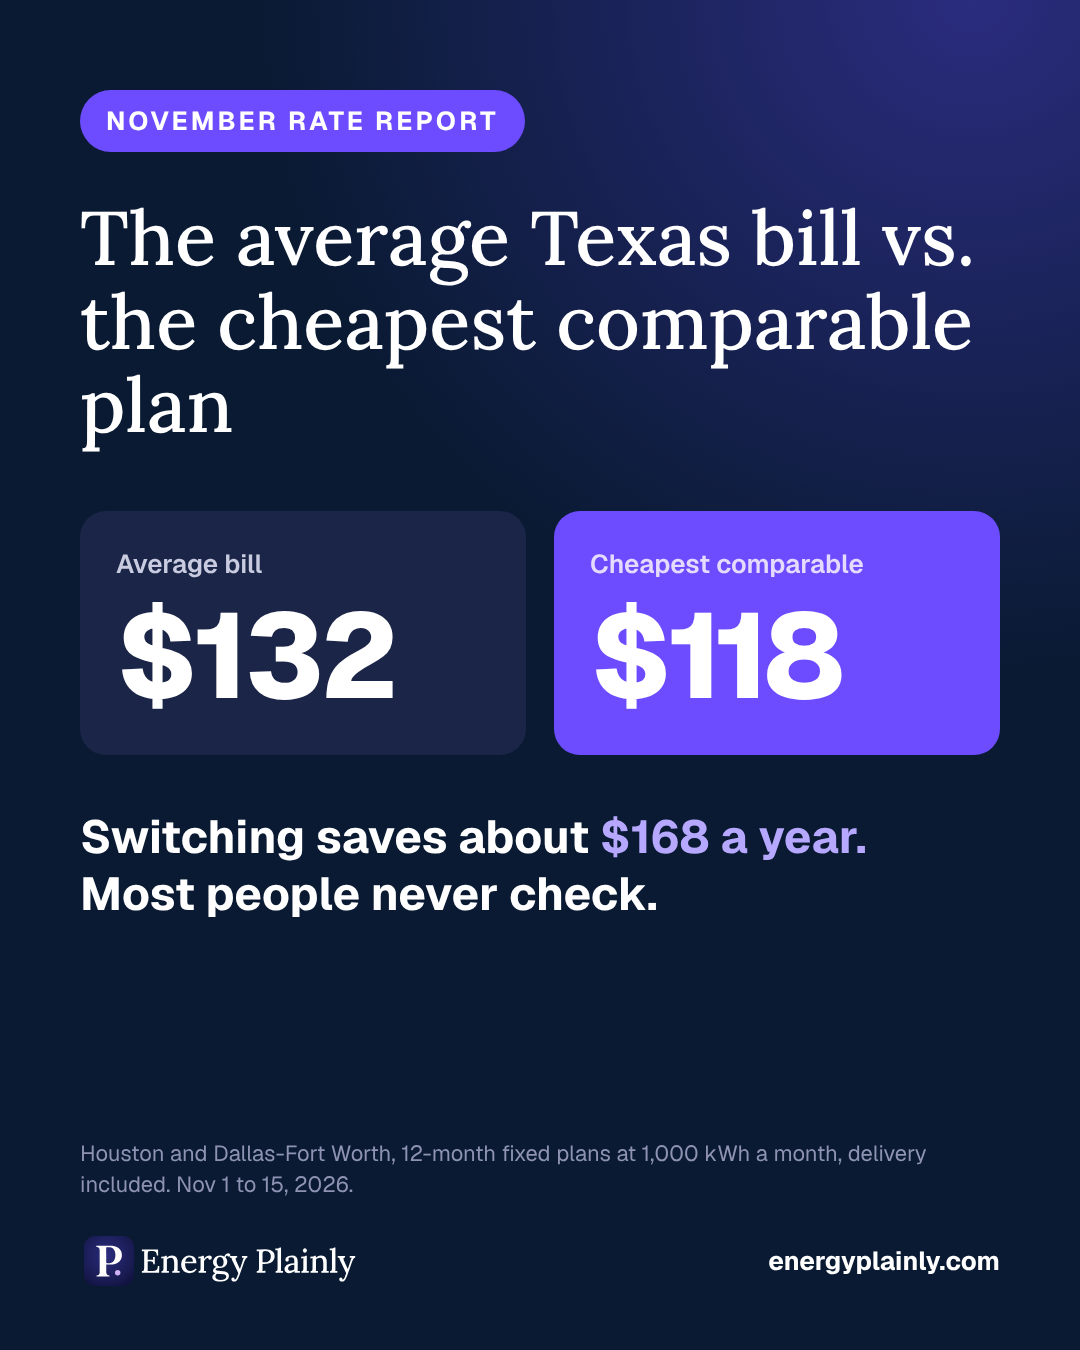 NOVEMBER RATE REPORT
The average Texas bill vs.
the cheapest comparable
plan
Average bill
$132
Cheapest comparable
$118
Switching saves about $168 a year.
Most people never check.
Houston and Dallas-Fort Worth, 12-month fixed plans at 1,000 kWh a month, delivery
included. Nov 1 to 15, 2026.
P. Energy Plainly
energyplainly.com